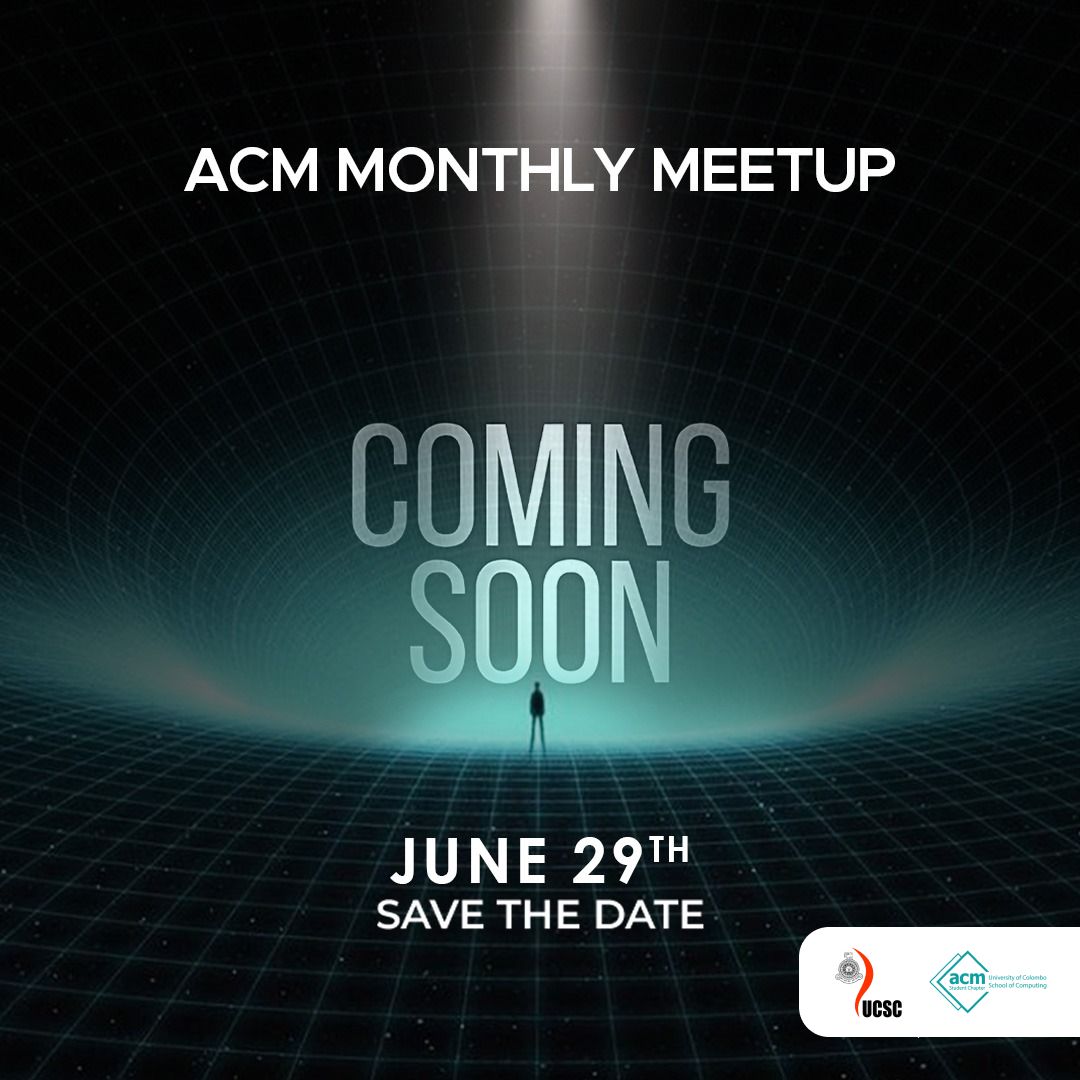 ACM MONTHLY MEETUP
COMING
SOON
JUNE 29TH
SAVE THE DATE
UCSC
acm
Student Chapter
University of Colombo
School of Computing